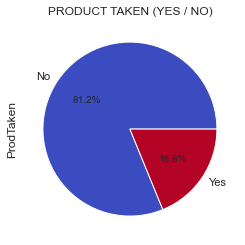 PRODUCT TAKEN (YES / NO)
No
81.2%
ProdTaken
18.8%
Yes